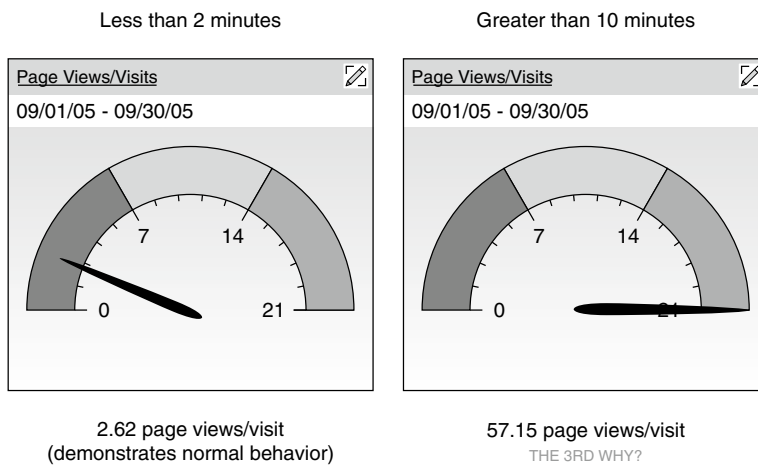 Less than 2 minutes
Page Views/Visits
09/01/05 - 09/30/05
7
14
0
21
2.62 page views/visit
(demonstrates normal behavior)
Greater than 10 minutes
Page Views/Visits
09/01/05 - 09/30/05
7
14
0
21
57.15 page views/visit
THE 3RD WHY?